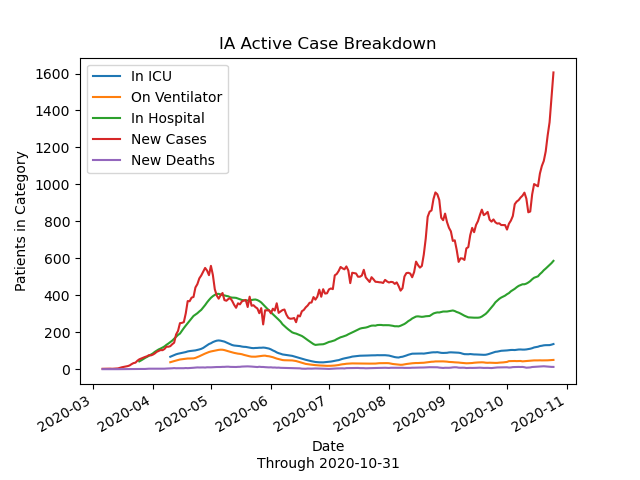 IA Active Case Breakdown
In ICU
On Ventilator
In Hospital
New Cases
New Deaths
Patients in Category
1600
1400
1200
1000
800
600
400
200
0
2020-03
2020-04
2020-05
2020-06
2020-07
2020-08
2020-09
2020-10
2020-11
Date
Through 2020-10-31